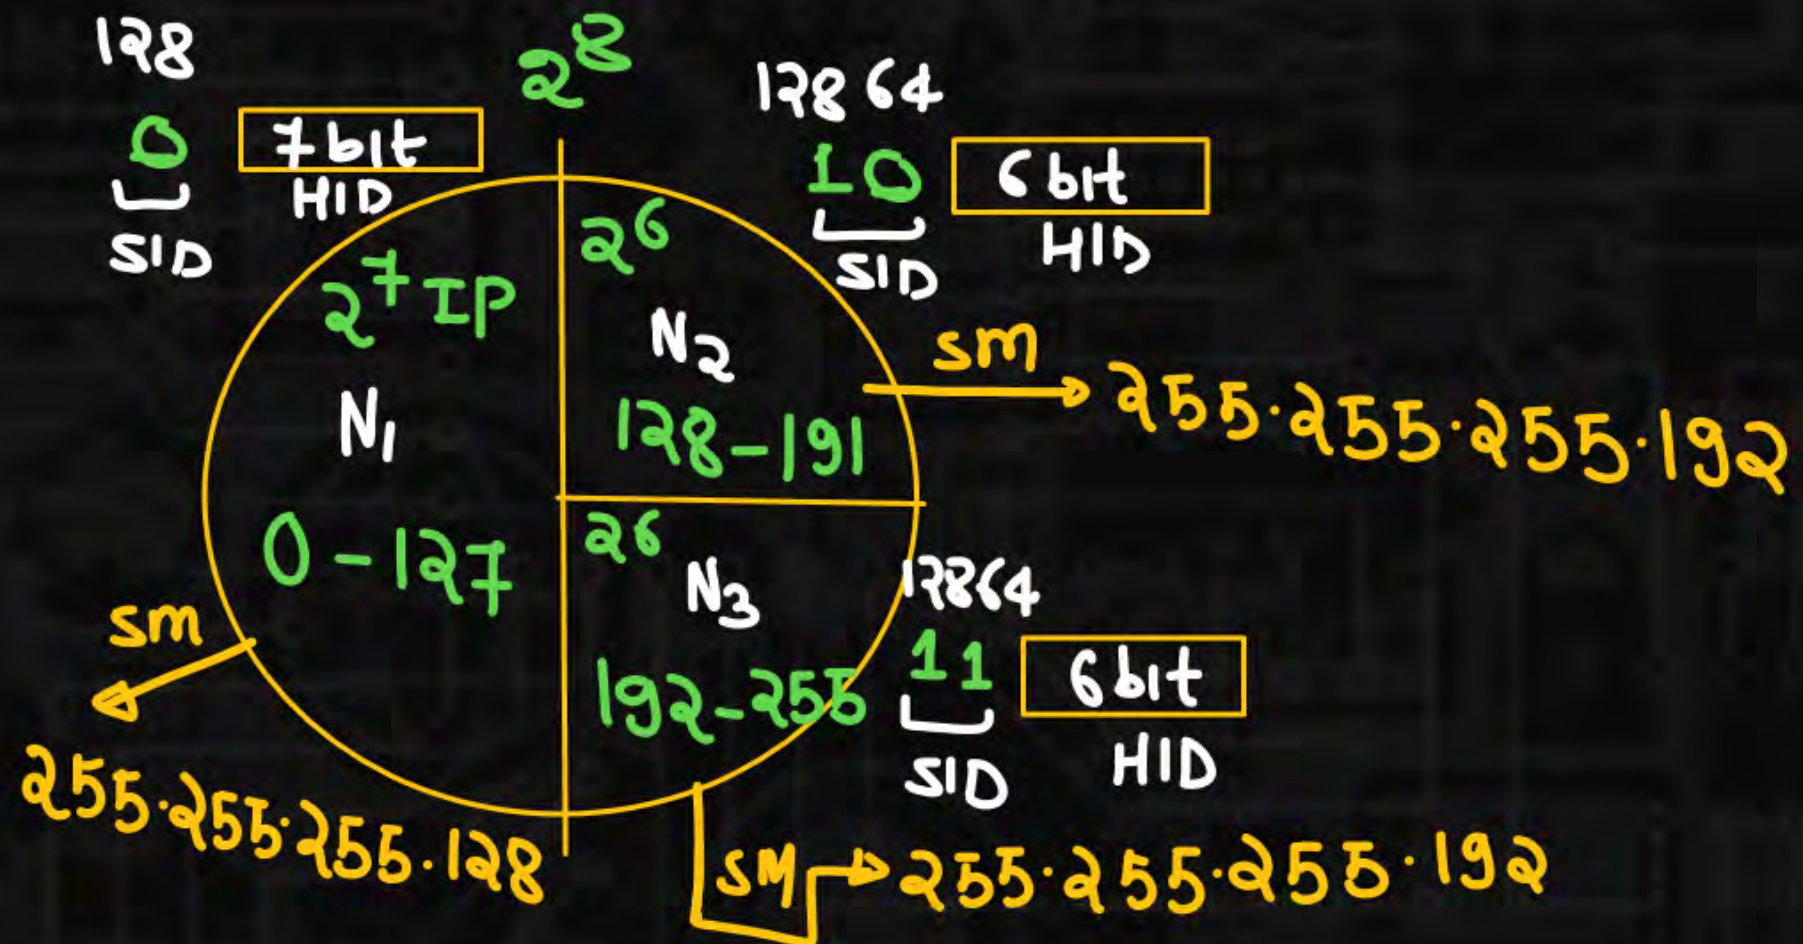 128
0 7bit
SID HID
2^8
128 64
10 6bit
SID HID
2^7 IP
N1
0-127
2^6
N2
128-191
sm
255.255.255.192
2^6
N3
192-255
128 64
11 6bit
SID HID
sm
255.255.255.128
SM
255.255.255.192